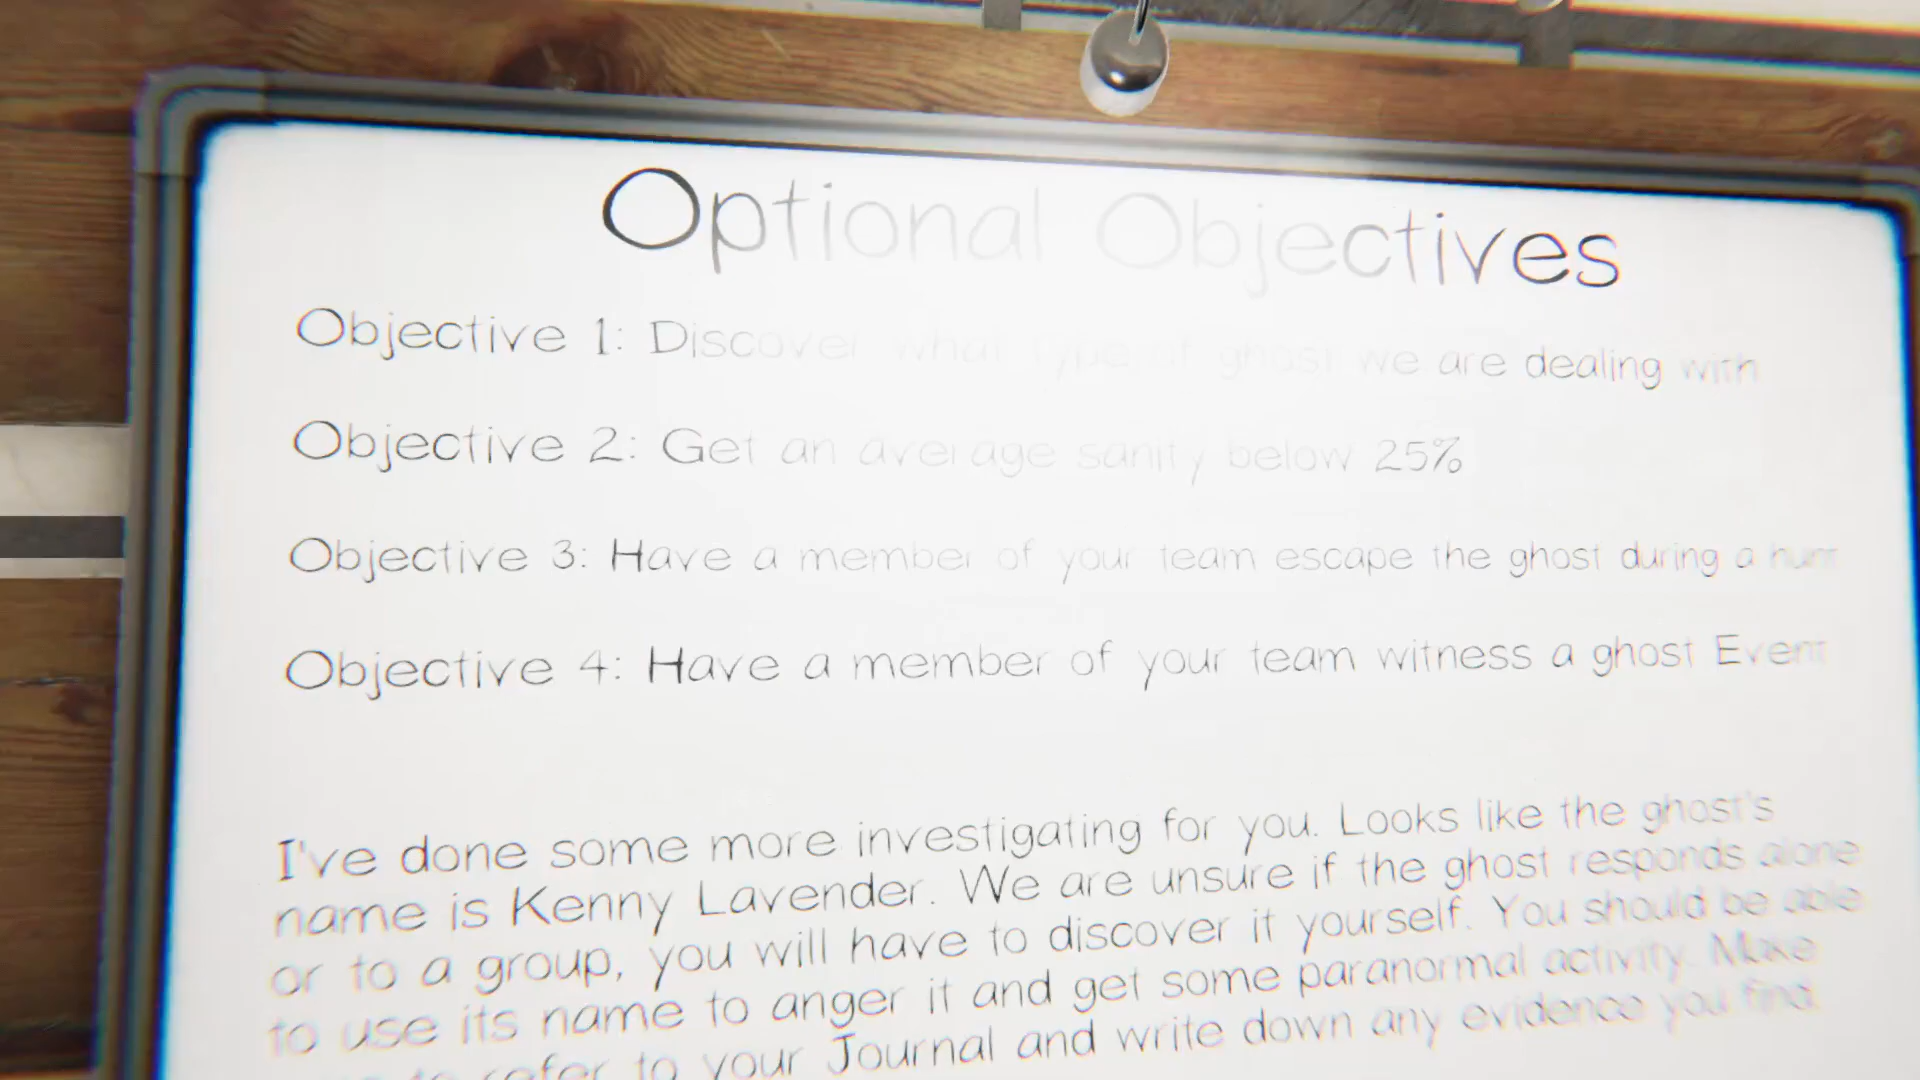 Optional Objectives
Objective 1: Discover what type of ghost we are dealing with
Objective 2: Get an average sanity below 25%
Objective 3: Have a member of your team escape the ghost during a hunt
Objective 4: Have a member of your team witness a ghost Event
I've done some more investigating for you. Looks like the ghost's
name is Kenny Lavender. We are unsure if the ghost responds alone
or to a group, you will have to discover it yourself. You should be able
to use its name to anger it and get some paranormal activity. Make
to refer to your Journal and write down any evidence you find.